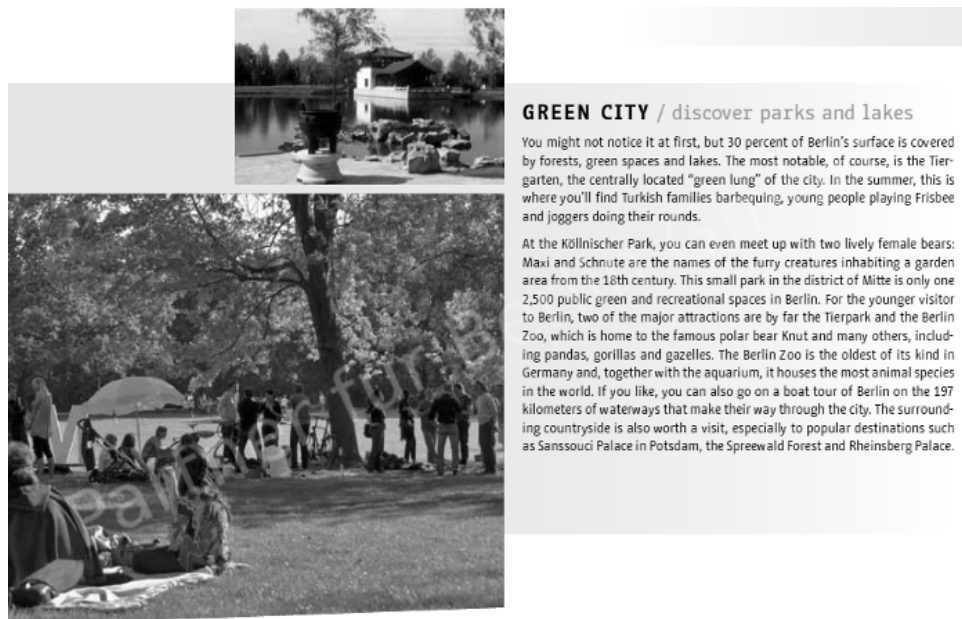 GREEN CITY / discover parks and lakes
You might not notice it at first, but 30 percent of Berlin's surface is covered
by forests, green spaces and lakes. The most notable, of course, is the Tier-
garten, the centrally located “green lung” of the city. In the summer, this is
where you'll find Turkish families barbequing, young people playing Frisbee
and joggers doing their rounds.
At the Köllnischer Park, you can even meet up with two lively female bears:
Maxi and Schnute are the names of the furry creatures inhabiting a garden
area from the 18th century. This small park in the district of Mitte is only one
2,500 public green and recreational spaces in Berlin. For the younger visitor
to Berlin, two of the major attractions are by far the Tierpark and the Berlin
Zoo, which is home to the famous polar bear Knut and many others, includ-
ing pandas, gorillas and gazelles. The Berlin Zoo is the oldest of its kind in
Germany and, together with the aquarium, it houses the most animal species
in the world. If you like, you can also go on a boat tour of Berlin on the 197
kilometers of waterways that make their way through the city. The surround-
ing countryside is also worth a visit, especially to popular destinations such
as Sanssouci Palace in Potsdam, the Spreewald Forest and Rheinsberg Palace.
Partner für